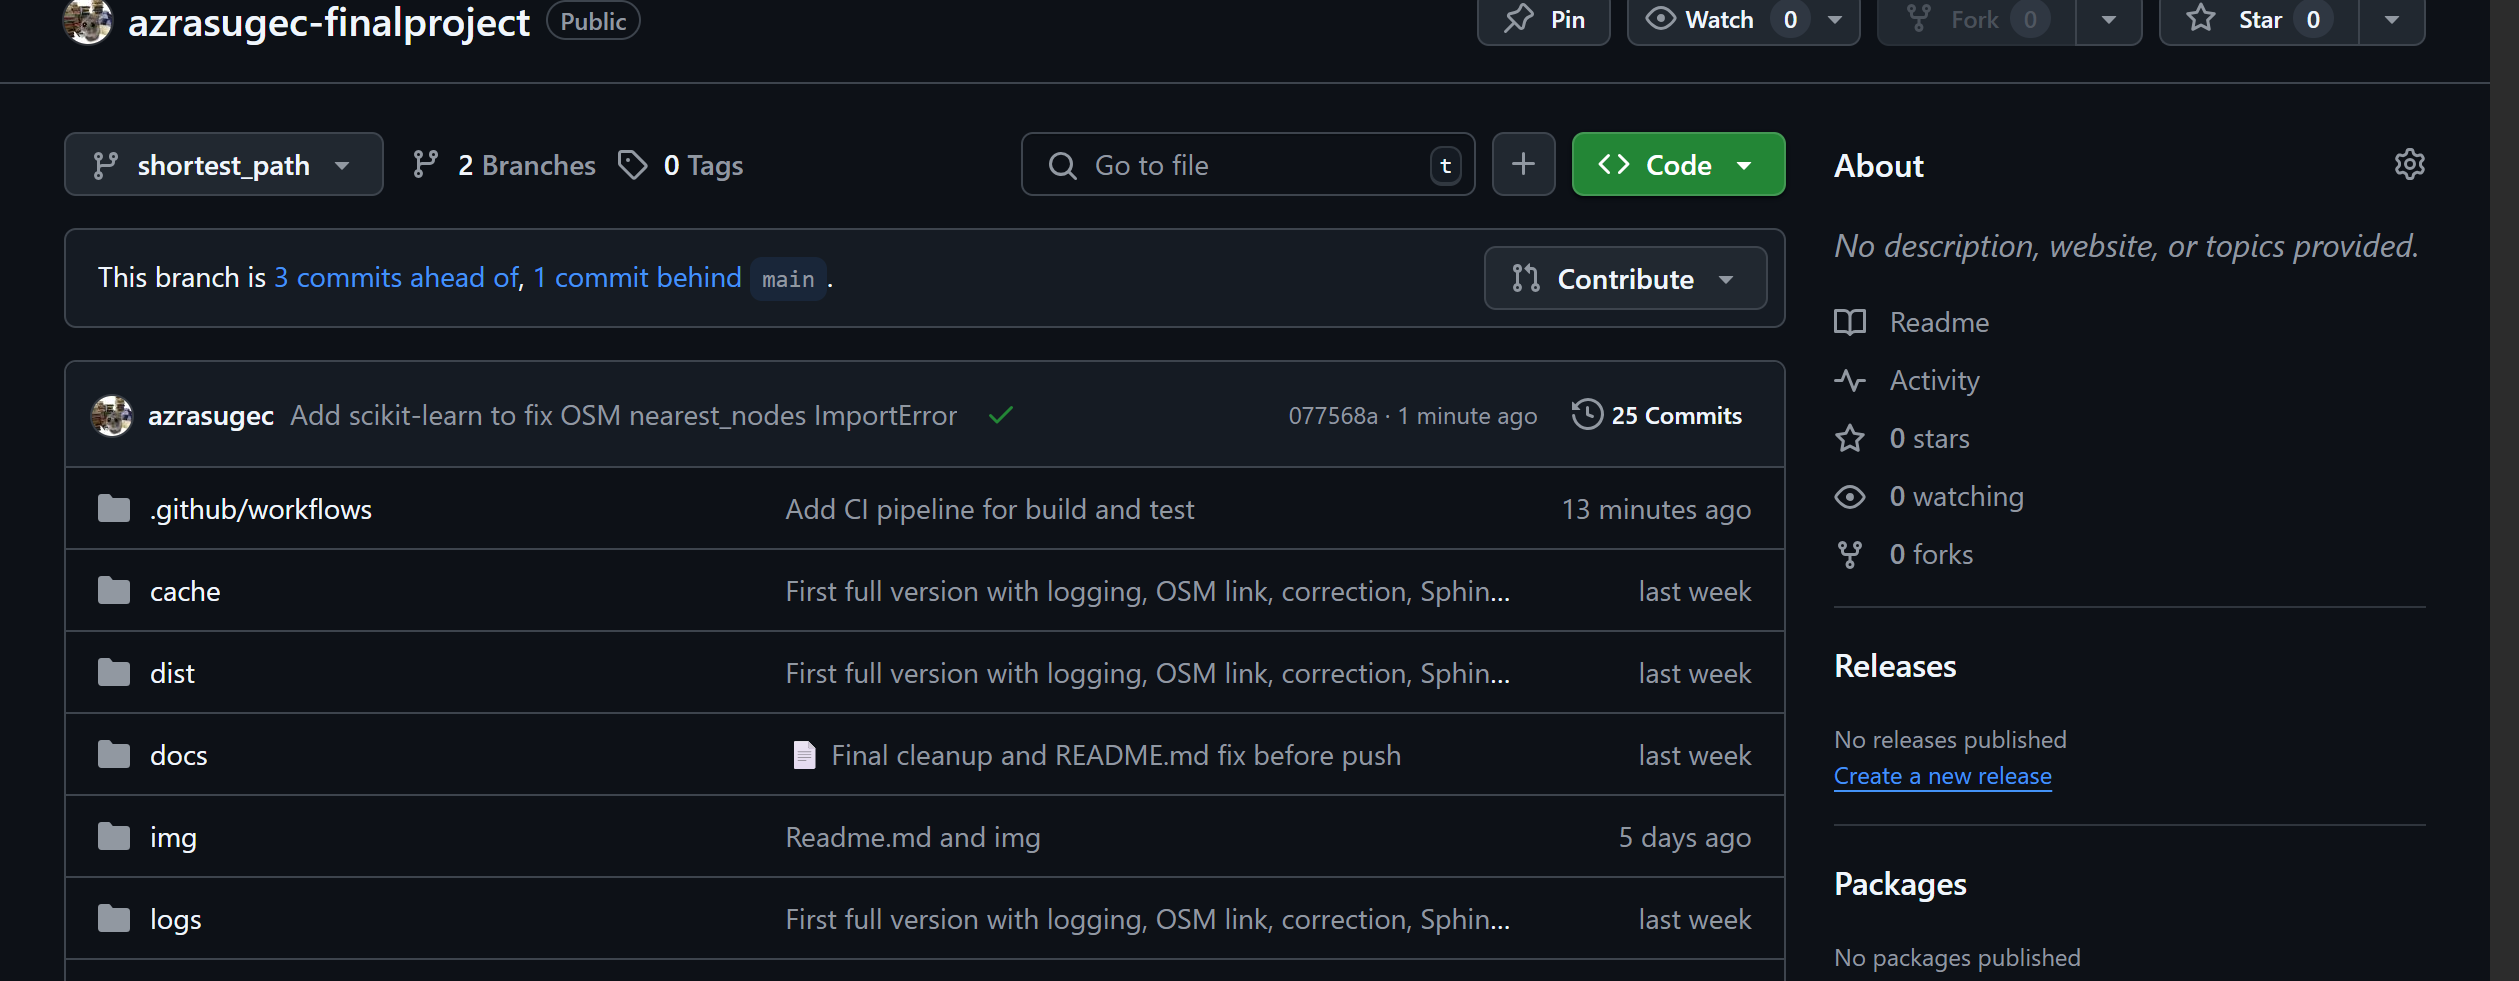 azrasugec-finalproject Public Pin Watch 0 Fork 0 Star 0
shortest_path 2 Branches 0 Tags Go to file t + Code
This branch is 3 commits ahead of, 1 commit behind main . Contribute
azrasugec Add scikit-learn to fix OSM nearest_nodes ImportError 077568a · 1 minute ago 25 Commits
.github/workflows Add CI pipeline for build and test 13 minutes ago
cache First full version with logging, OSM link, correction, Sphin... last week
dist First full version with logging, OSM link, correction, Sphin... last week
docs Final cleanup and README.md fix before push last week
img Readme.md and img 5 days ago
logs First full version with logging, OSM link, correction, Sphin... last week
About
No description, website, or topics provided.
Readme
Activity
0 stars
0 watching
0 forks
Releases
No releases published
Create a new release
Packages
No packages published